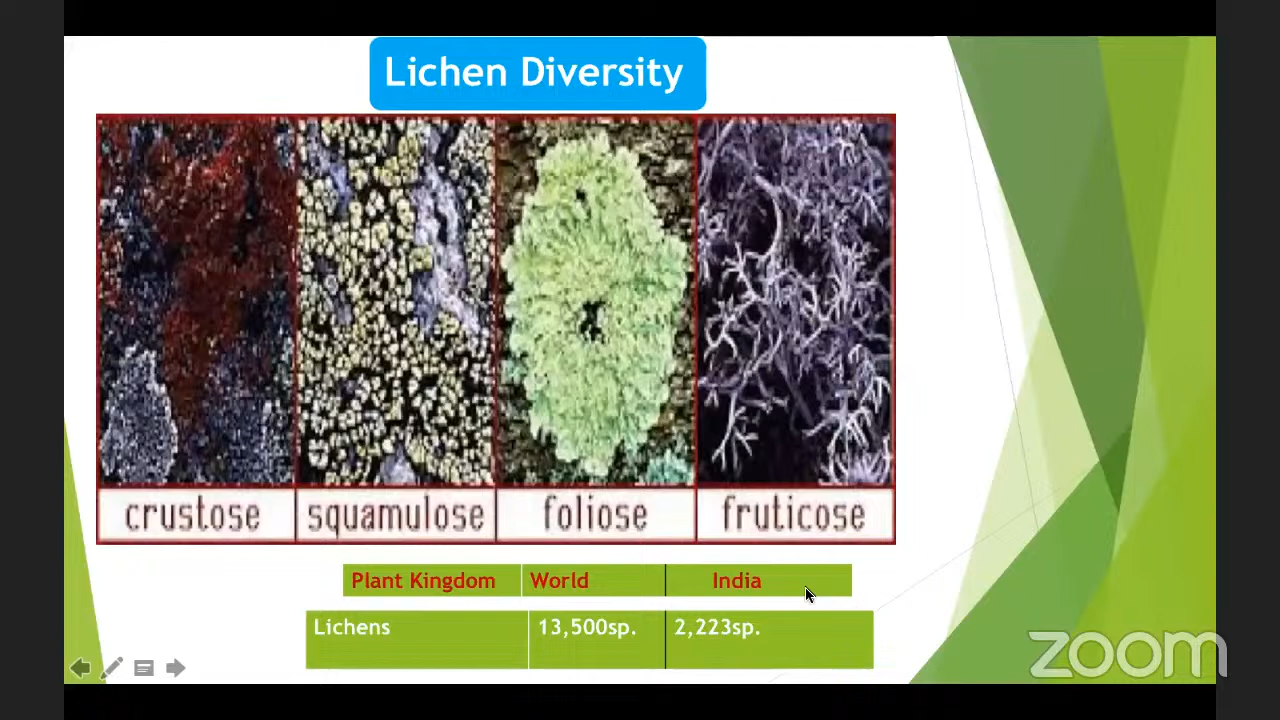 Lichen Diversity
crustose squamulose foliose fruticose
Plant Kingdom World India
Lichens 13,500sp. 2,223sp.
zoom